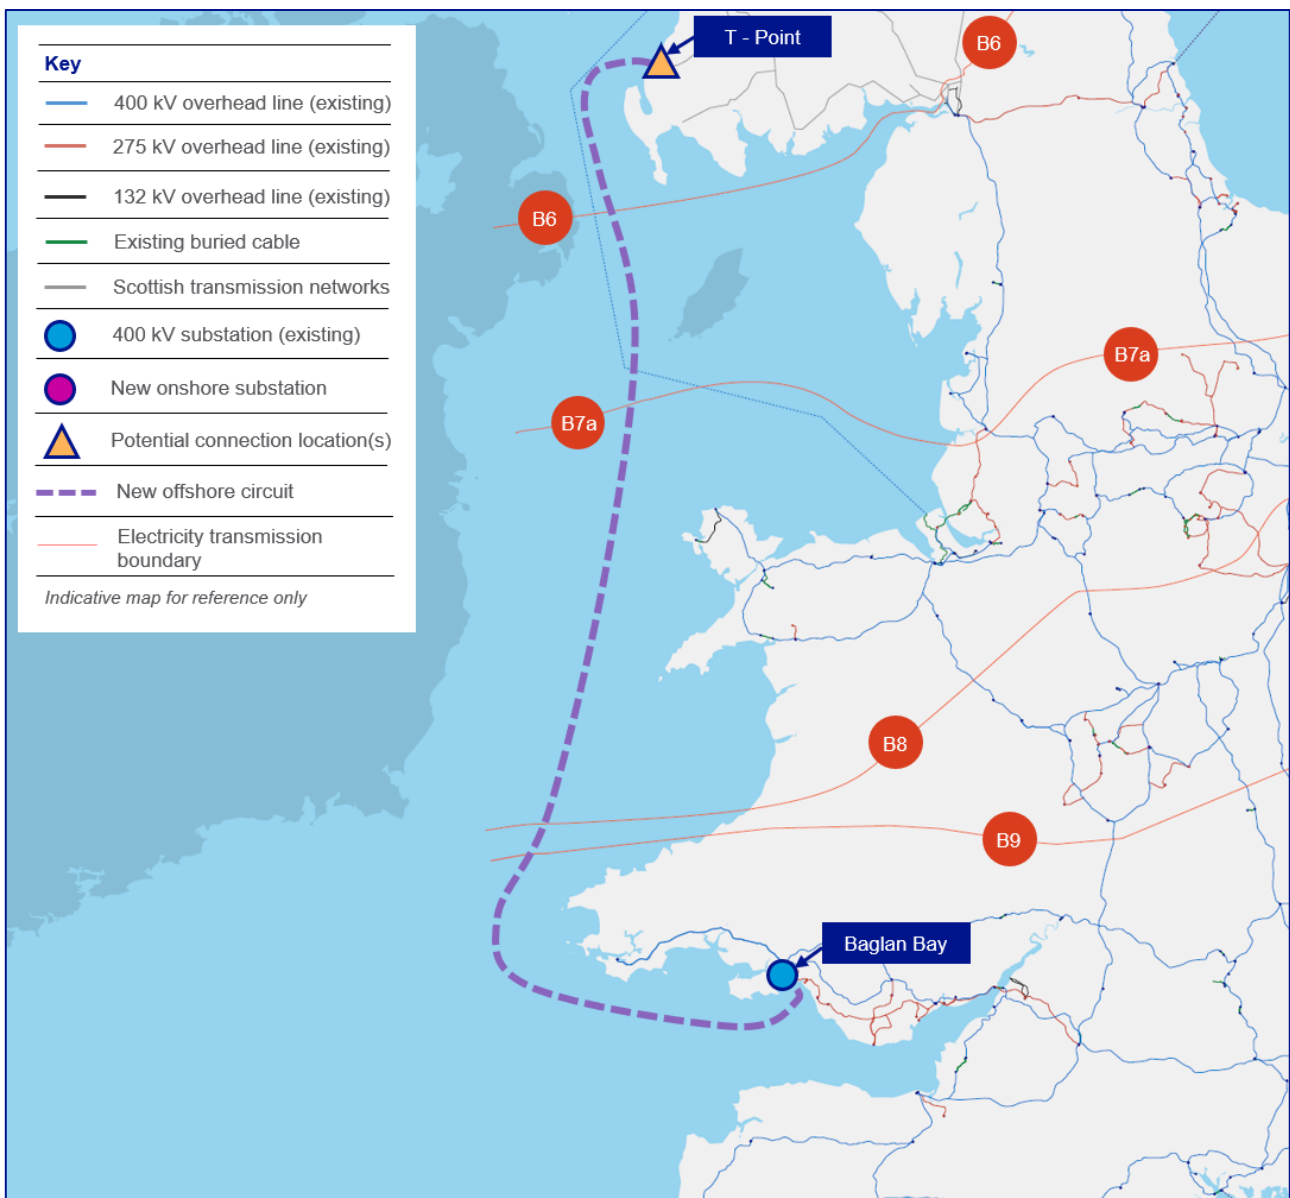 T - Point
B6
Key
400 kV overhead line (existing)
275 kV overhead line (existing)
132 kV overhead line (existing)
Existing buried cable
Scottish transmission networks
400 kV substation (existing)
New onshore substation
Potential connection location(s)
New offshore circuit
Electricity transmission
boundary
Indicative map for reference only
B6
B7a
B7a
B8
B9
Baglan Bay